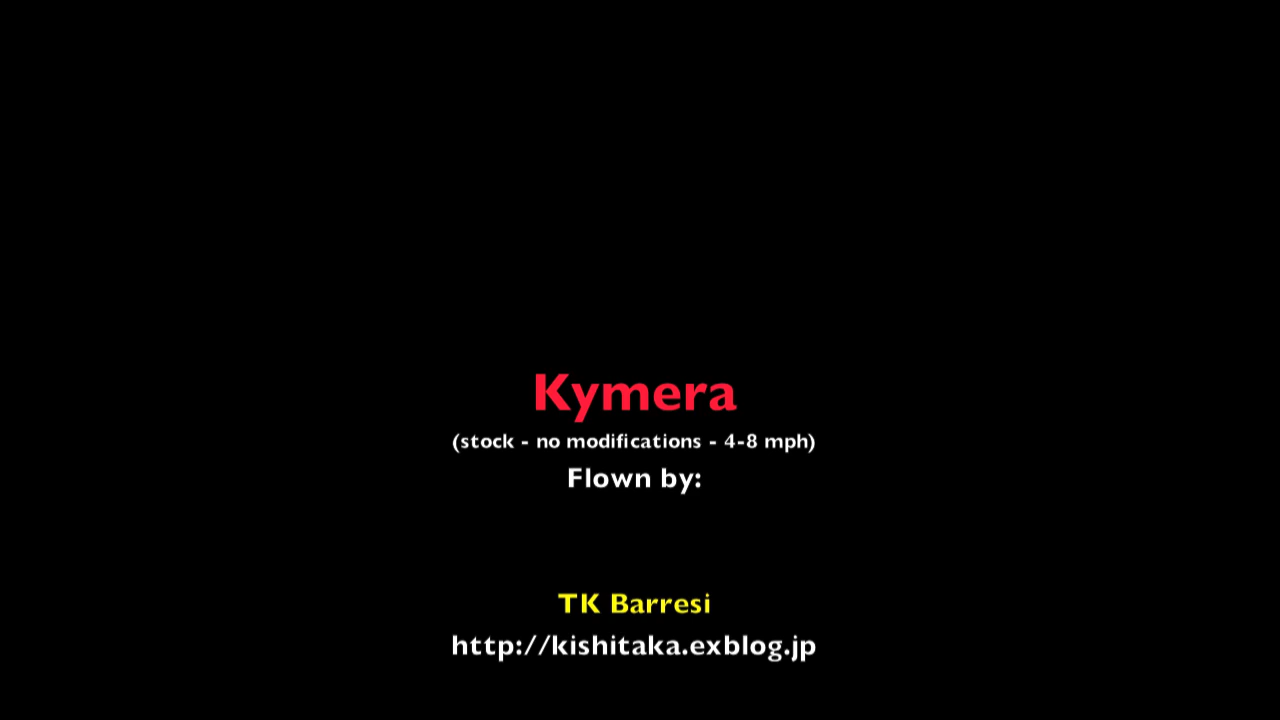 Kymera
(stock - no modifications - 4-8 mph)
Flown by:
TK Barresi
http://kishitaka.exblog.jp